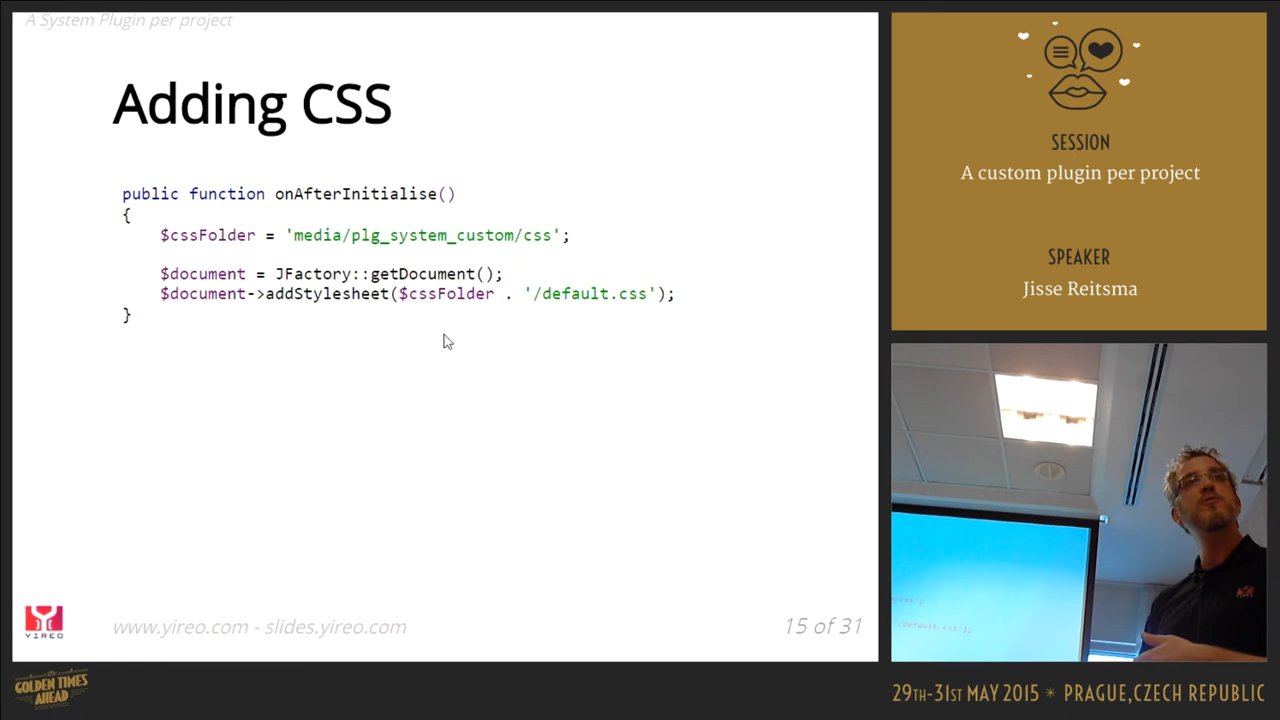 A System Plugin per project
Adding CSS
public function onAfterInitialise()
{
$cssFolder = 'media/plg_system_custom/css';
$document = JFactory::getDocument();
$document->addStylesheet($cssFolder . '/default.css');
}
YIREO
www.yireo.com - slides.yireo.com
15 of 31
SESSION
A custom plugin per project
SPEAKER
Jisse Reitsma
/default.css');
GOLDEN TIMES
AHEAD
29TH-31ST MAY 2015 * PRAGUE,CZECH REPUBLIC